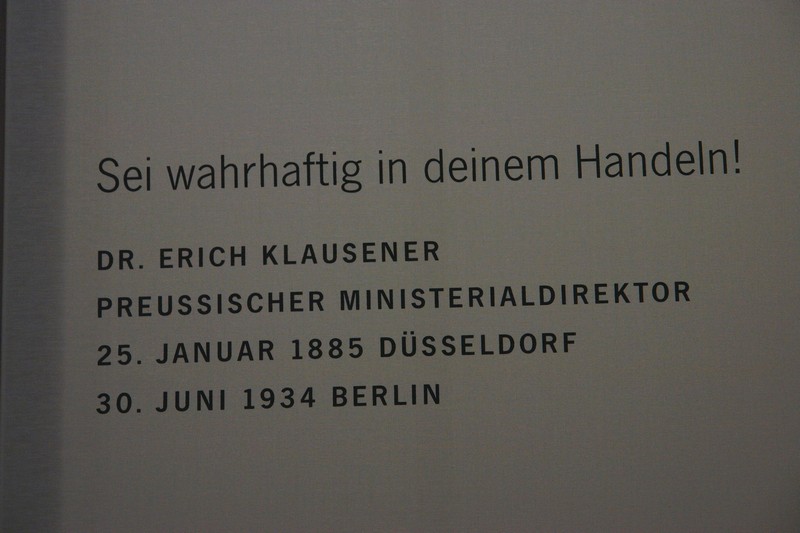 Sei wahrhaftig in deinem Handeln!
DR. ERICH KLAUSENER
PREUSSISCHER MINISTERIALDIREKTOR
25. JANUAR 1885 DÜSSELDORF
30. JUNI 1934 BERLIN